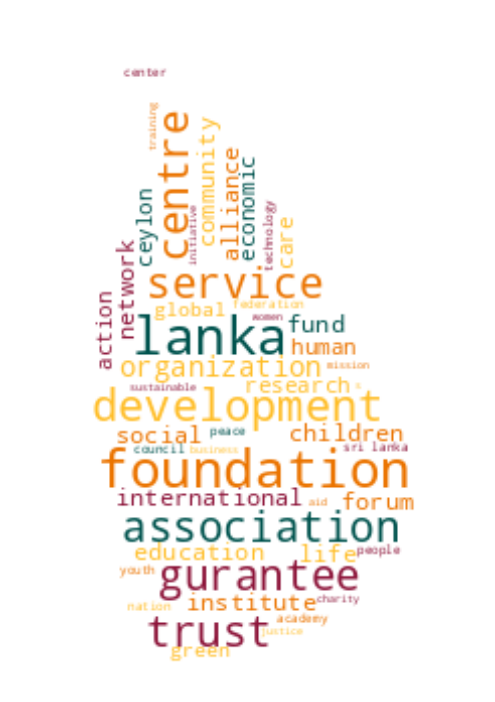 center
training
centre
community
alliance
economic
ceylon
initiative
technology
care
network
action
service
global
federation
women
lanka
fund
human
organization
mission
sustainable
research
development
social
peace
children
council
business
sri lanka
foundation
international
aid
forum
association
education
life
people
youth
gurantee
nation
institute
charity
trust
academy
justice
green